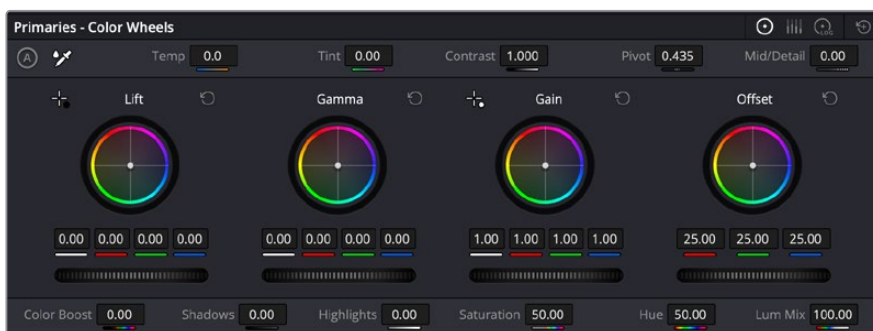 Primaries - Color Wheels
LOG
A Temp 0.0 Tint 0.00 Contrast 1.000 Pivot 0.435 Mid/Detail 0.00
Lift Gamma Gain Offset
0.00 0.00 0.00 0.00 0.00 0.00 0.00 0.00 1.00 1.00 1.00 1.00 25.00 25.00 25.00
Color Boost 0.00 Shadows 0.00 Highlights 0.00 Saturation 50.00 Hue 50.00 Lum Mix 100.00